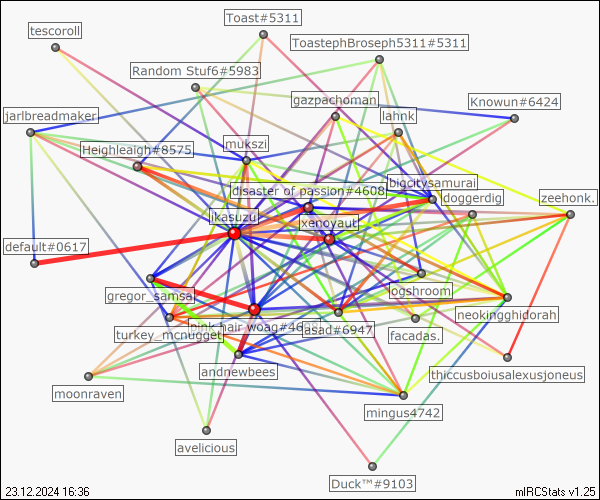 Toast#5311
tescoroll
ToastephBroseph5311#5311
Random Stuf6#5983
gazpachoman
Knowun#6424
jarlbreadmaker
lahnk
mukszi
Heighleaigh#8575
bigcitysamurai
disaster of passion#4608
doggerdig
zeehonk.
ikasuzu
xenoyaut
default#0617
ogshroom
gregor_samsa
neokingghidorah
pink hair woag#46
asad#6947
turkey_mcnugget
facadas.
andnewbees
thiccusboiusalexusjoneus
moonraven
mingus4742
avelicious
Duck™#9103
23.12.2024 16:36
mIRCStats v1.25